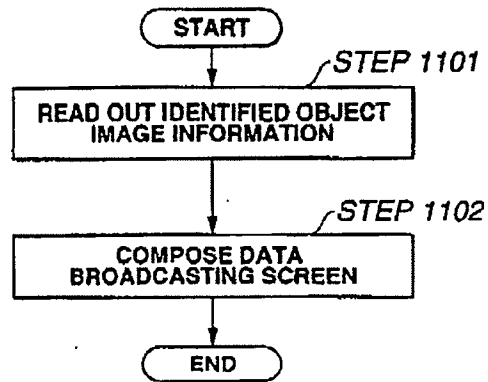 START
STEP 1101
READ OUT IDENTIFIED OBJECT
IMAGE INFORMATION
STEP 1102
COMPOSE DATA
BROADCASTING SCREEN
END